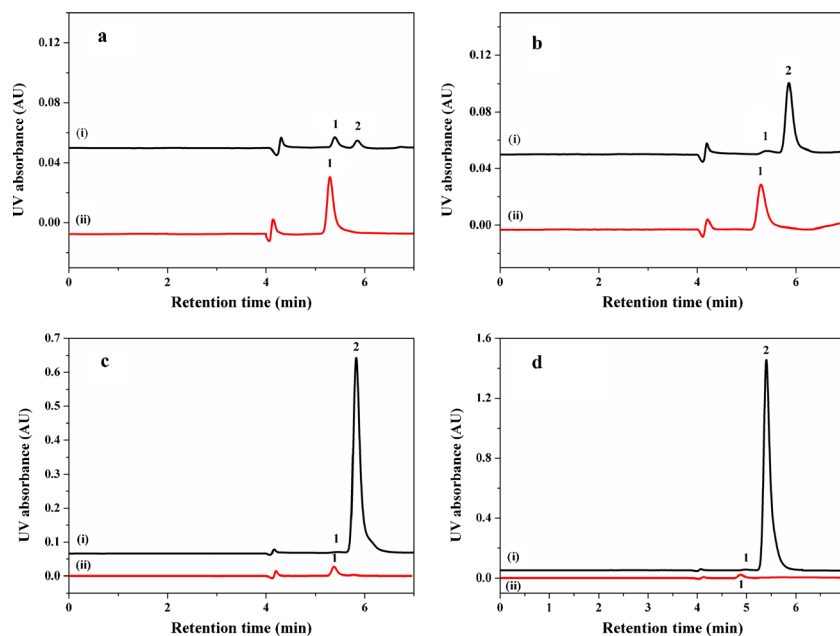 a
0.12
0.08
0.04
0.00
UV absorbance (AU)
(i)
1
2
1
(ii)
0
2
4
6
Retention time (min)
b
0.12
0.08
0.04
0.00
UV absorbance (AU)
2
(i)
1
1
(ii)
0
2
4
6
Retention time (min)
c
0.7
0.6
0.5
0.4
0.3
0.2
0.1
0.0
UV absorbance (AU)
2
(i)
1
(ii)
1
0
2
4
6
Retention time (min)
d
1.6
1.2
0.8
0.4
0.0
UV absorbance (AU)
2
(i)
1
(ii)
1
0
1
2
3
4
5
6
Retention time (min)